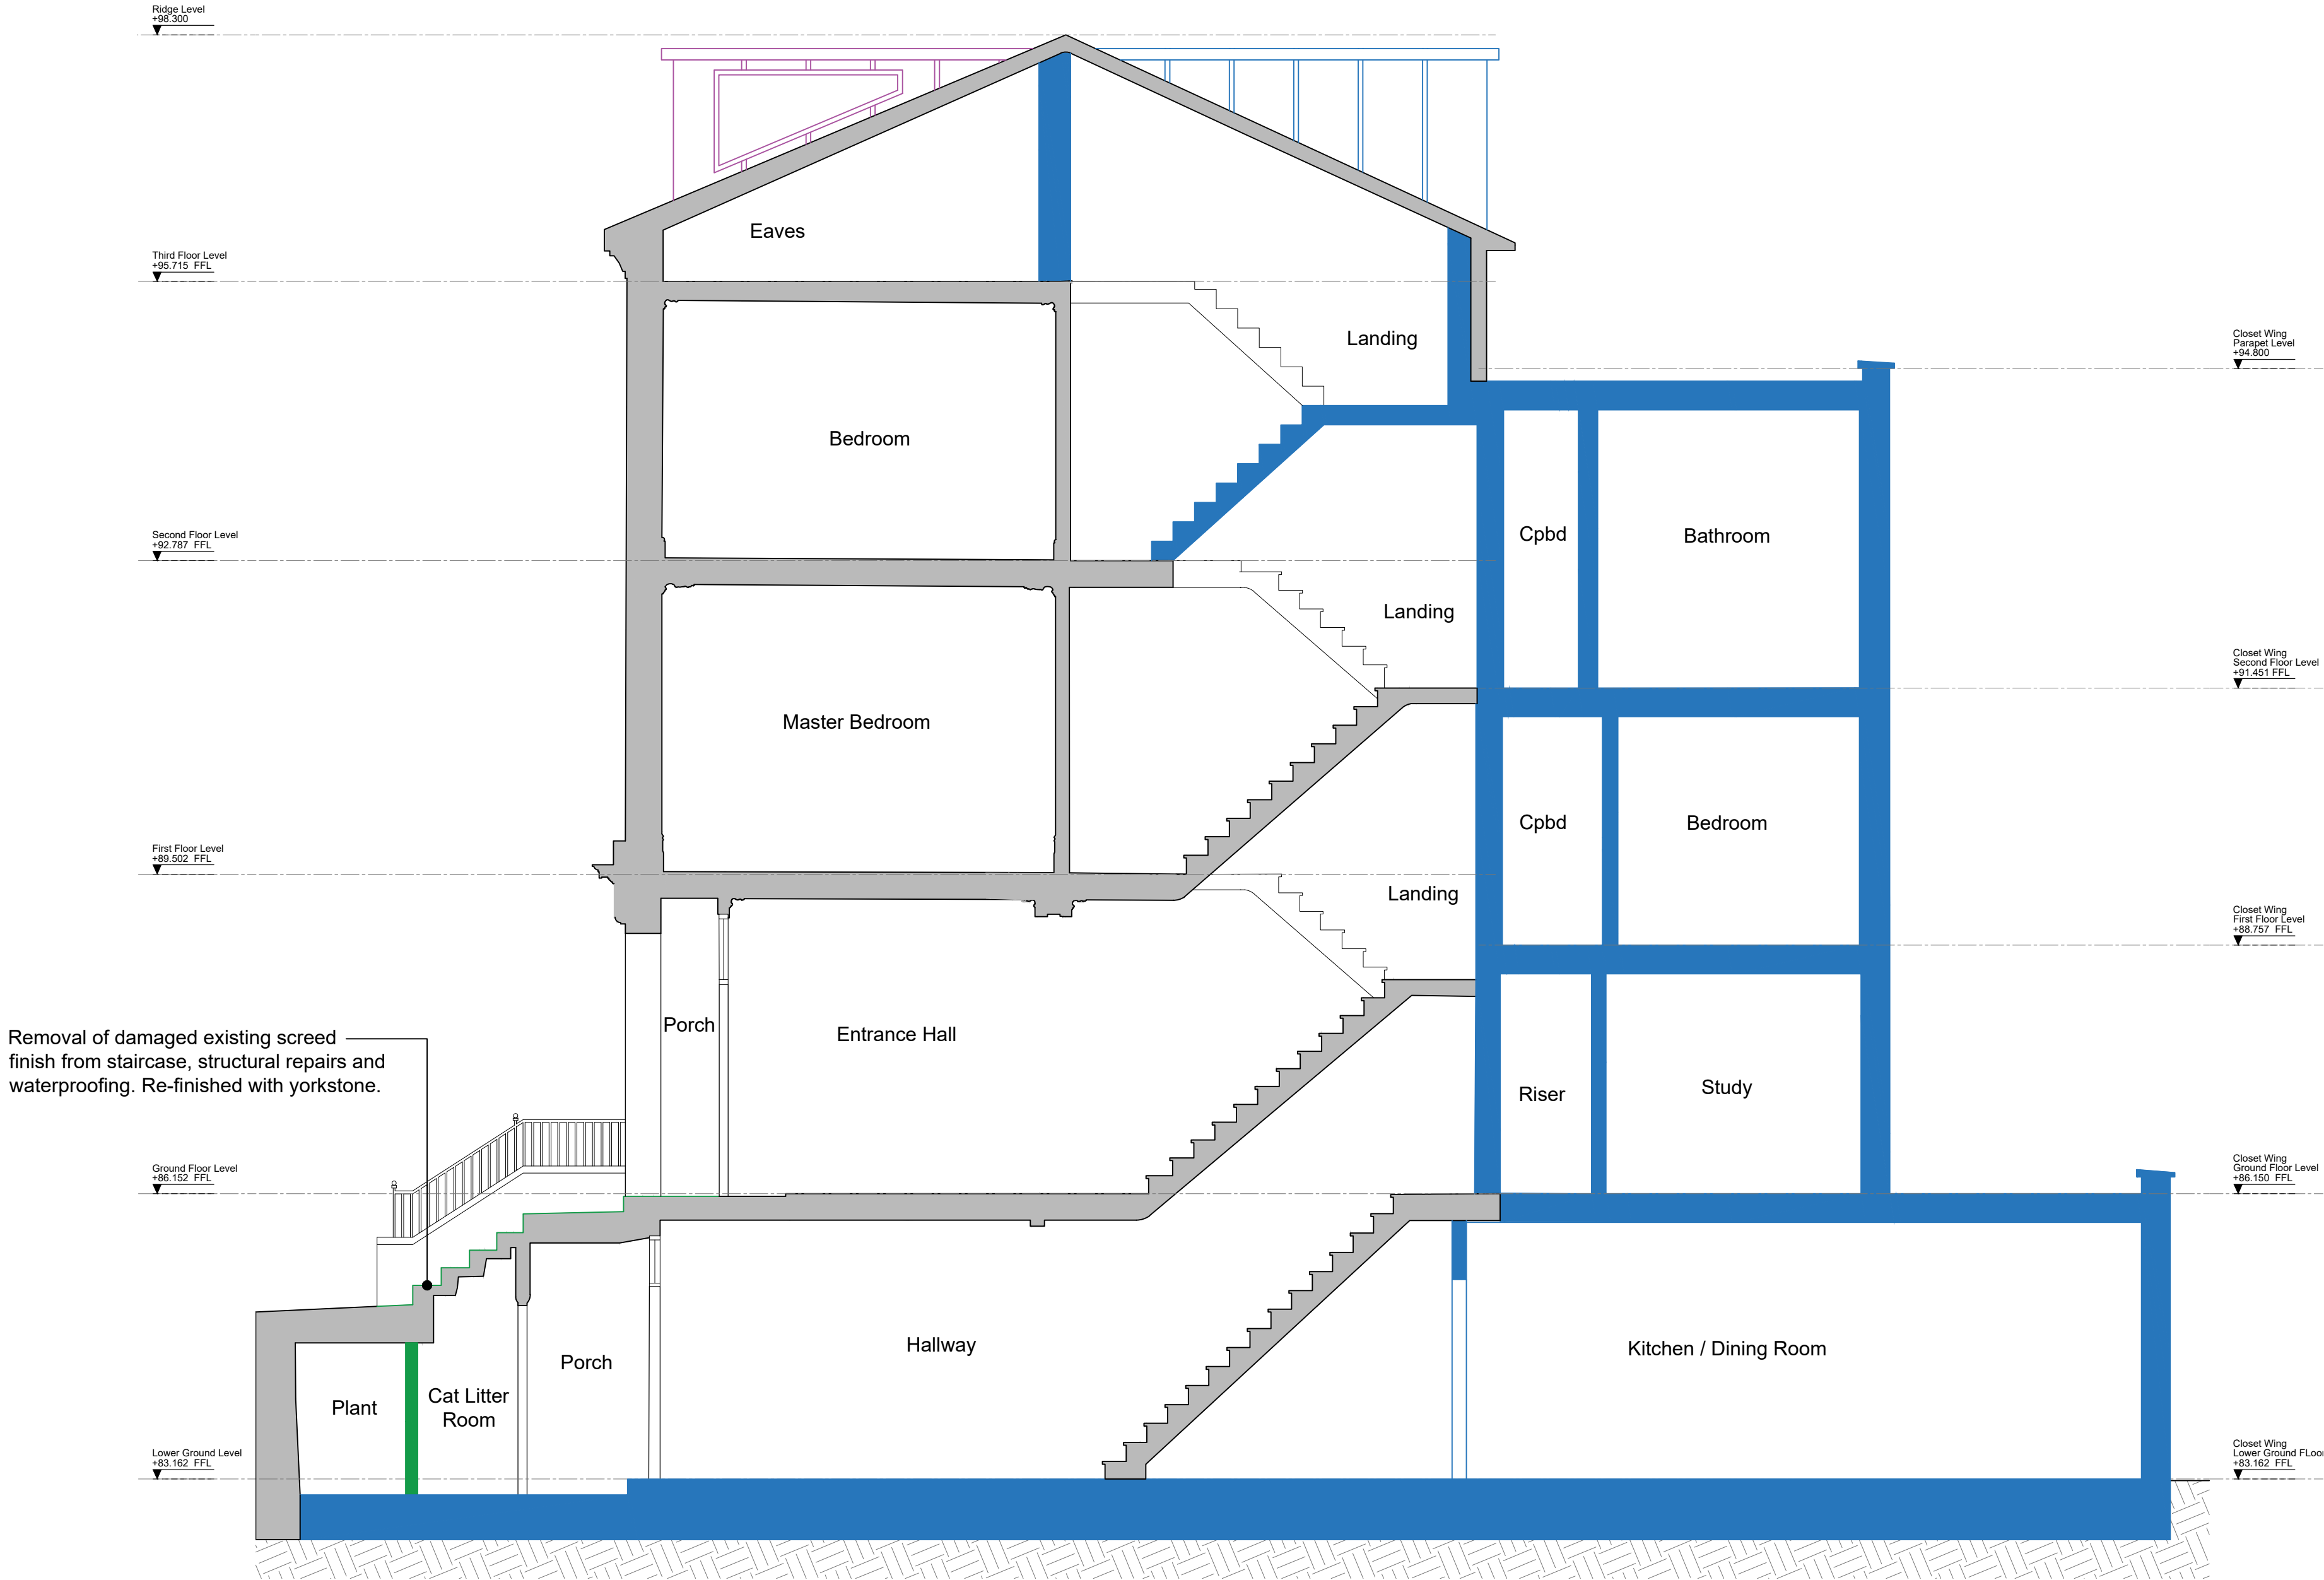 Ridge Level
+98.300
Third Floor Level
+95.715 FFL
Second Floor Level
+92.787 FFL
First Floor Level
+89.502 FFL
Ground Floor Level
+86.152 FFL
Lower Ground Level
+83.162 FFL
Removal of damaged existing screed
finish from staircase, structural repairs and
waterproofing. Re-finished with yorkstone.
Eaves
Landing
Bedroom
Cpbd
Bathroom
Landing
Master Bedroom
Cpbd
Bedroom
Landing
Porch
Entrance Hall
Riser
Study
Hallway
Kitchen / Dining Room
Porch
Plant
Cat Litter
Room
Closet Wing
Parapet Level
+94.800
Closet Wing
Second Floor Level
+91.451 FFL
Closet Wing
First Floor Level
+88.757 FFL
Closet Wing
Ground Floor Level
+86.150 FFL
Closet Wing
Lower Ground FLoor
+83.162 FFL